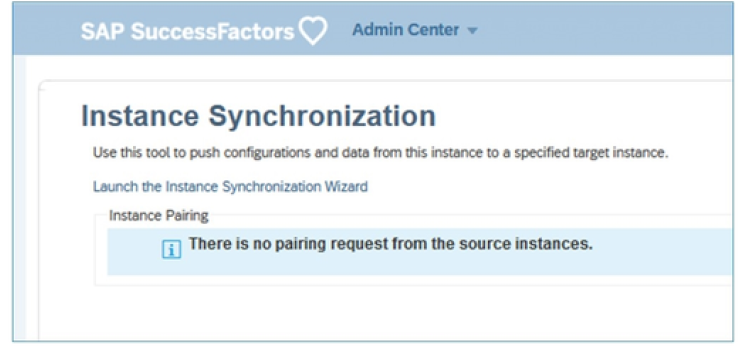 SAP SuccessFactors Admin Center
Instance Synchronization
Use this tool to push configurations and data from this instance to a specified target instance.
Launch the Instance Synchronization Wizard
Instance Pairing
There is no pairing request from the source instances.